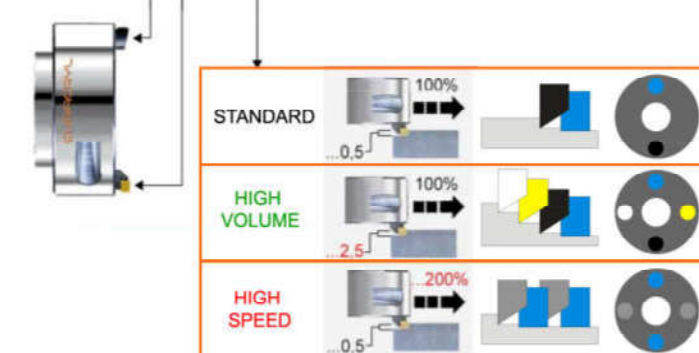 STANDARD
100%
...0,5
HIGH
VOLUME
100%
...2,5
HIGH
SPEED
...200%
...0,5